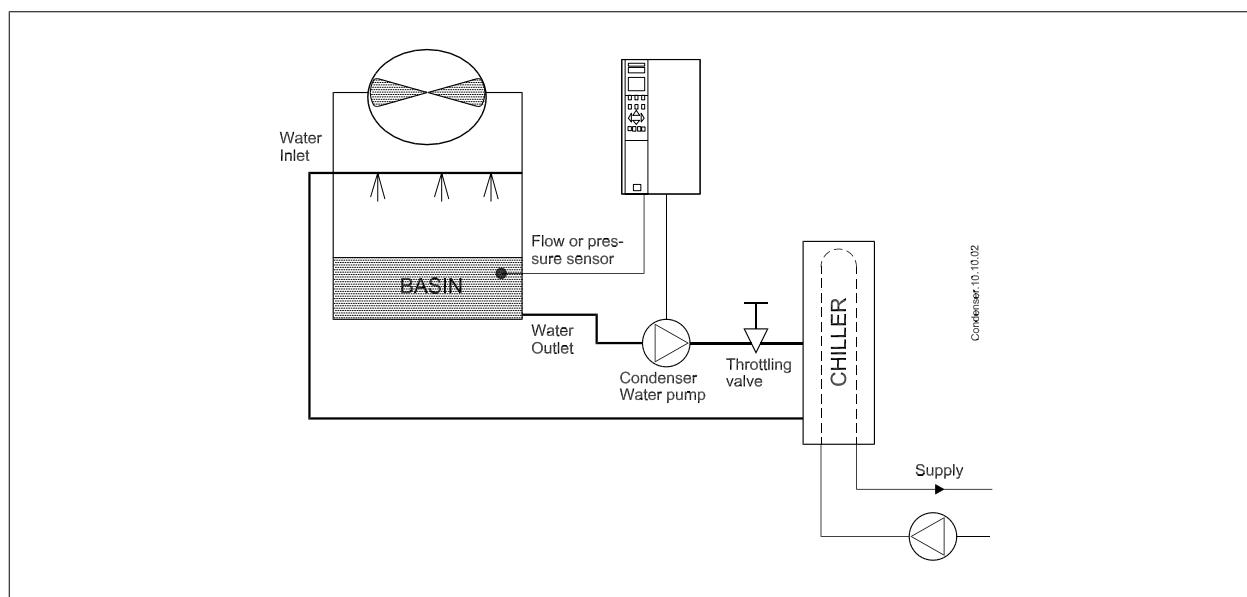 Water
Inlet
Flow or pres-
sure sensor
BASIN
Water
Outlet
Condenser
Water pump
Throttling
valve
CHILLER
Condenser.10.10.02
Supply